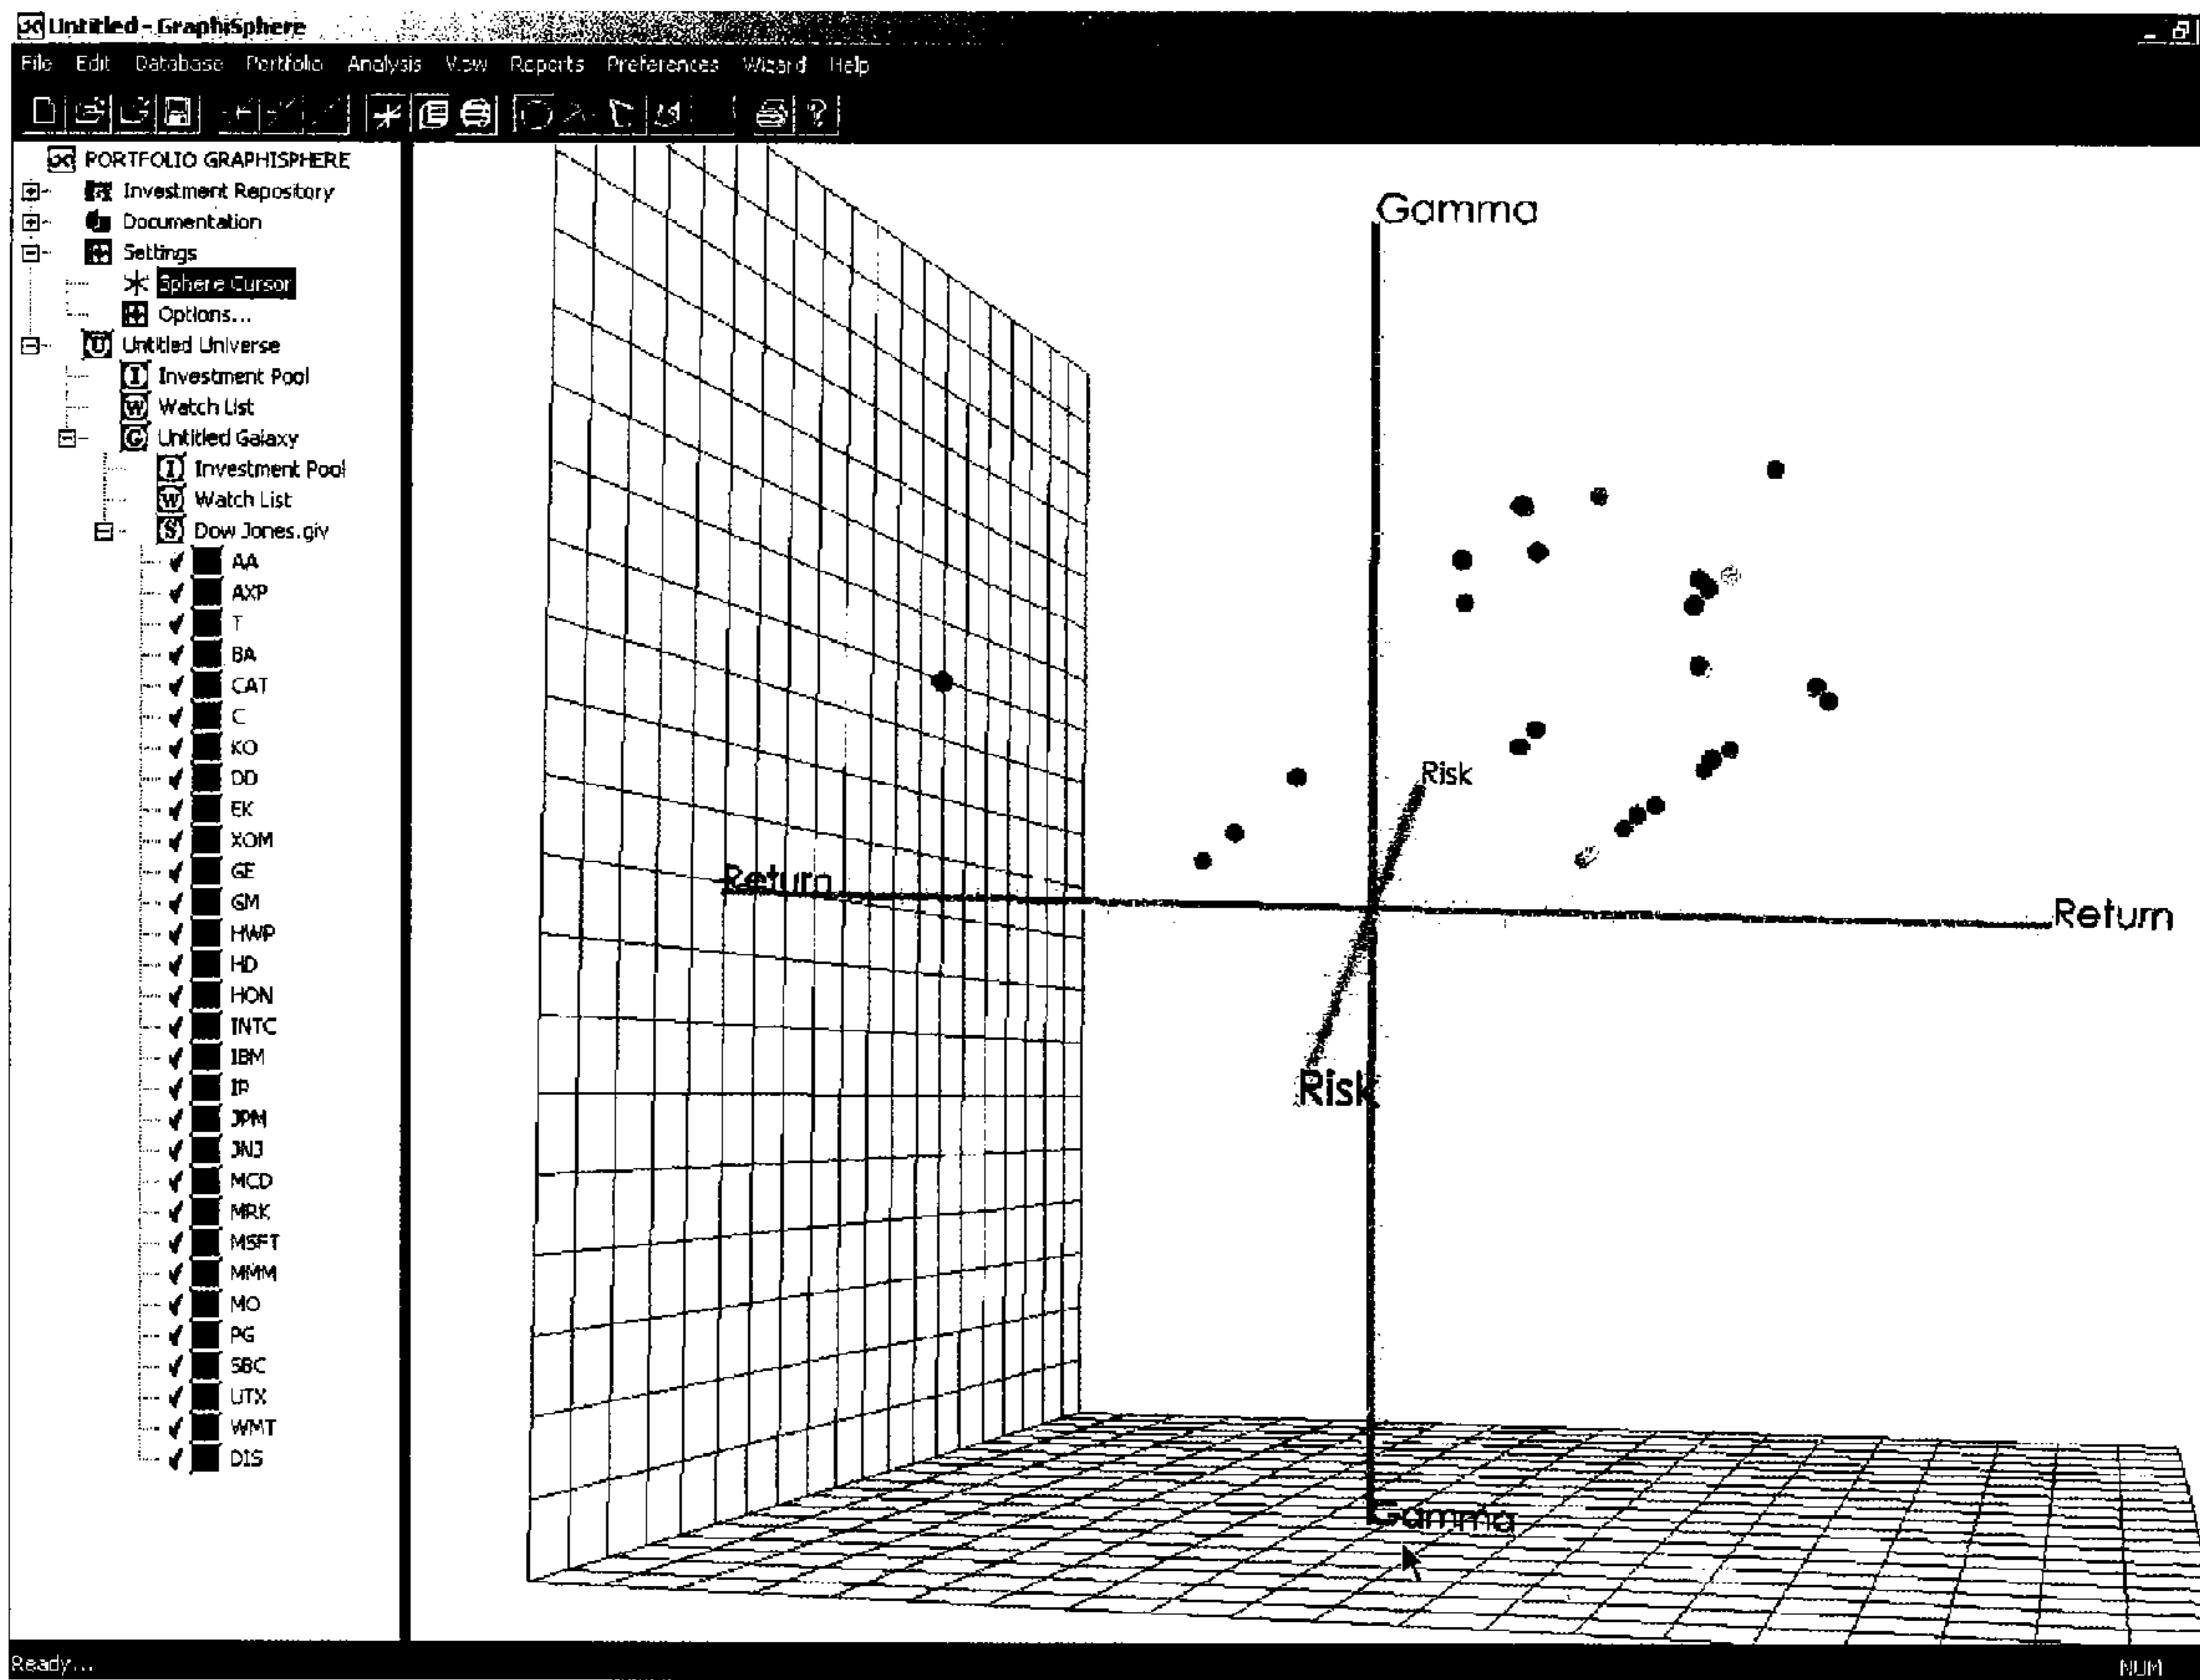 Untitled - GraphiSphere
File Edit Database Portfolio Analysis View Reports Preferences Wizard Help
PORTFOLIO GRAPHISPHERE
Investment Repository
Documentation
Settings
Sphere Cursor
Options...
Untitled Universe
Investment Pool
Watch List
Untitled Galaxy
Investment Pool
Watch List
Dow Jones.giv
AA
AXP
T
BA
CAT
C
KO
DD
EK
XOM
GE
GM
HWP
HD
HON
INTC
IBM
IP
JPM
JNJ
MCD
MRK
MSFT
MMM
MO
PG
SBC
UTX
WMT
DIS
Gamma
Risk
Return
Return
Risk
Gamma
Ready...
NUM